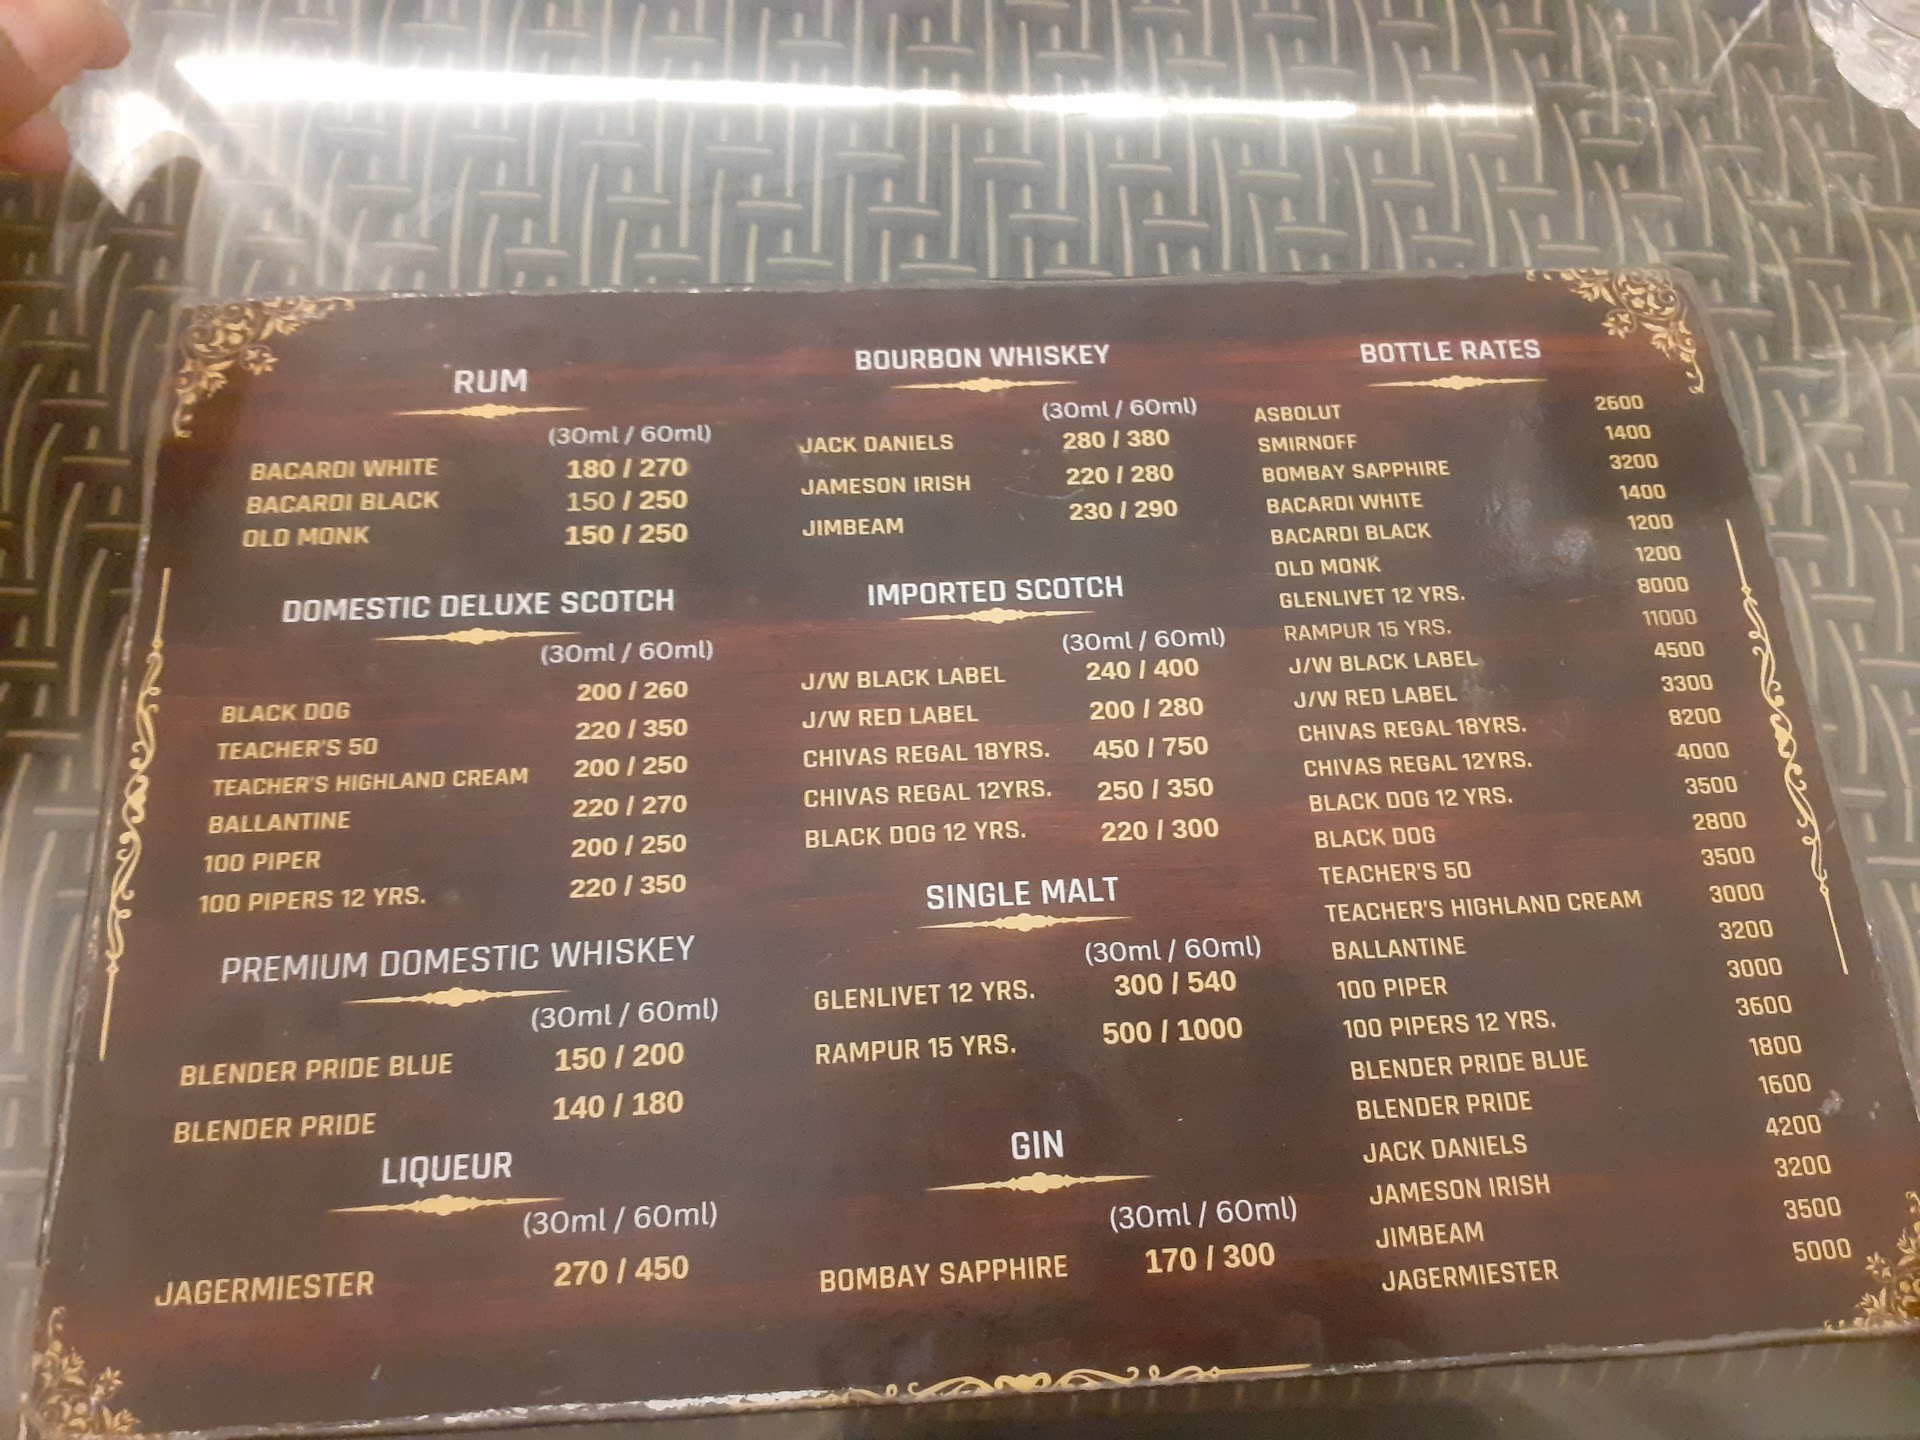 RUM
(30ml / 60ml)
BACARDI WHITE 180 / 270
BACARDI BLACK 150 / 250
OLD MONK 150 / 250
DOMESTIC DELUXE SCOTCH
(30ml / 60ml)
BLACK DOG 200 / 260
TEACHER'S 50 220 / 350
TEACHER'S HIGHLAND CREAM 200 / 250
BALLANTINE 220 / 270
100 PIPER 200 / 250
100 PIPERS 12 YRS. 220 / 350
PREMIUM DOMESTIC WHISKEY
(30ml / 60ml)
BLENDER PRIDE BLUE 150 / 200
BLENDER PRIDE 140 / 180
LIQUEUR
(30ml / 60ml)
JAGERMIESTER 270 / 450
BOURBON WHISKEY
(30ml / 60ml)
JACK DANIELS 280 / 380
JAMESON IRISH 220 / 280
JIMBEAM 230 / 290
IMPORTED SCOTCH
(30ml / 60ml)
J/W BLACK LABEL 240 / 400
J/W RED LABEL 200 / 280
CHIVAS REGAL 18YRS. 450 / 750
CHIVAS REGAL 12YRS. 250 / 350
BLACK DOG 12 YRS. 220 / 300
SINGLE MALT
(30ml / 60ml)
GLENLIVET 12 YRS. 300 / 540
RAMPUR 15 YRS. 500 / 1000
GIN
(30ml / 60ml)
BOMBAY SAPPHIRE 170 / 300
BOTTLE RATES
ASBOLUT 2600
SMIRNOFF 1400
BOMBAY SAPPHIRE 3200
BACARDI WHITE 1400
BACARDI BLACK 1200
OLD MONK 1200
GLENLIVET 12 YRS. 8000
RAMPUR 15 YRS. 11000
J/W BLACK LABEL 4500
J/W RED LABEL 3300
CHIVAS REGAL 18YRS. 8200
CHIVAS REGAL 12YRS. 4000
BLACK DOG 12 YRS. 3500
BLACK DOG 2800
TEACHER'S 50 3500
TEACHER'S HIGHLAND CREAM 3000
BALLANTINE 3200
100 PIPER 3000
100 PIPERS 12 YRS. 3600
BLENDER PRIDE BLUE 1800
BLENDER PRIDE 1600
JACK DANIELS 4200
JAMESON IRISH 3200
JIMBEAM 3500
JAGERMIESTER 5000